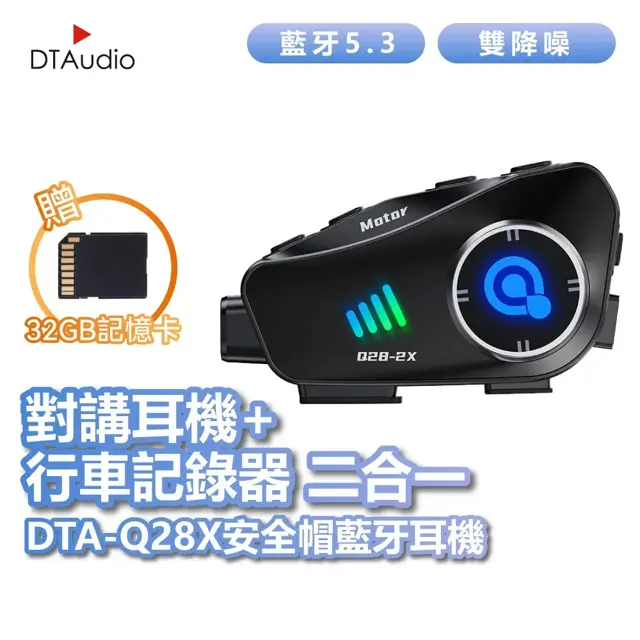 DTAudio
藍牙5.3
雙降噪
贈
32GB記憶卡
Motor
Q28-2X
對講耳機+
行車記錄器 二合一
DTA-Q28X安全帽藍牙耳機